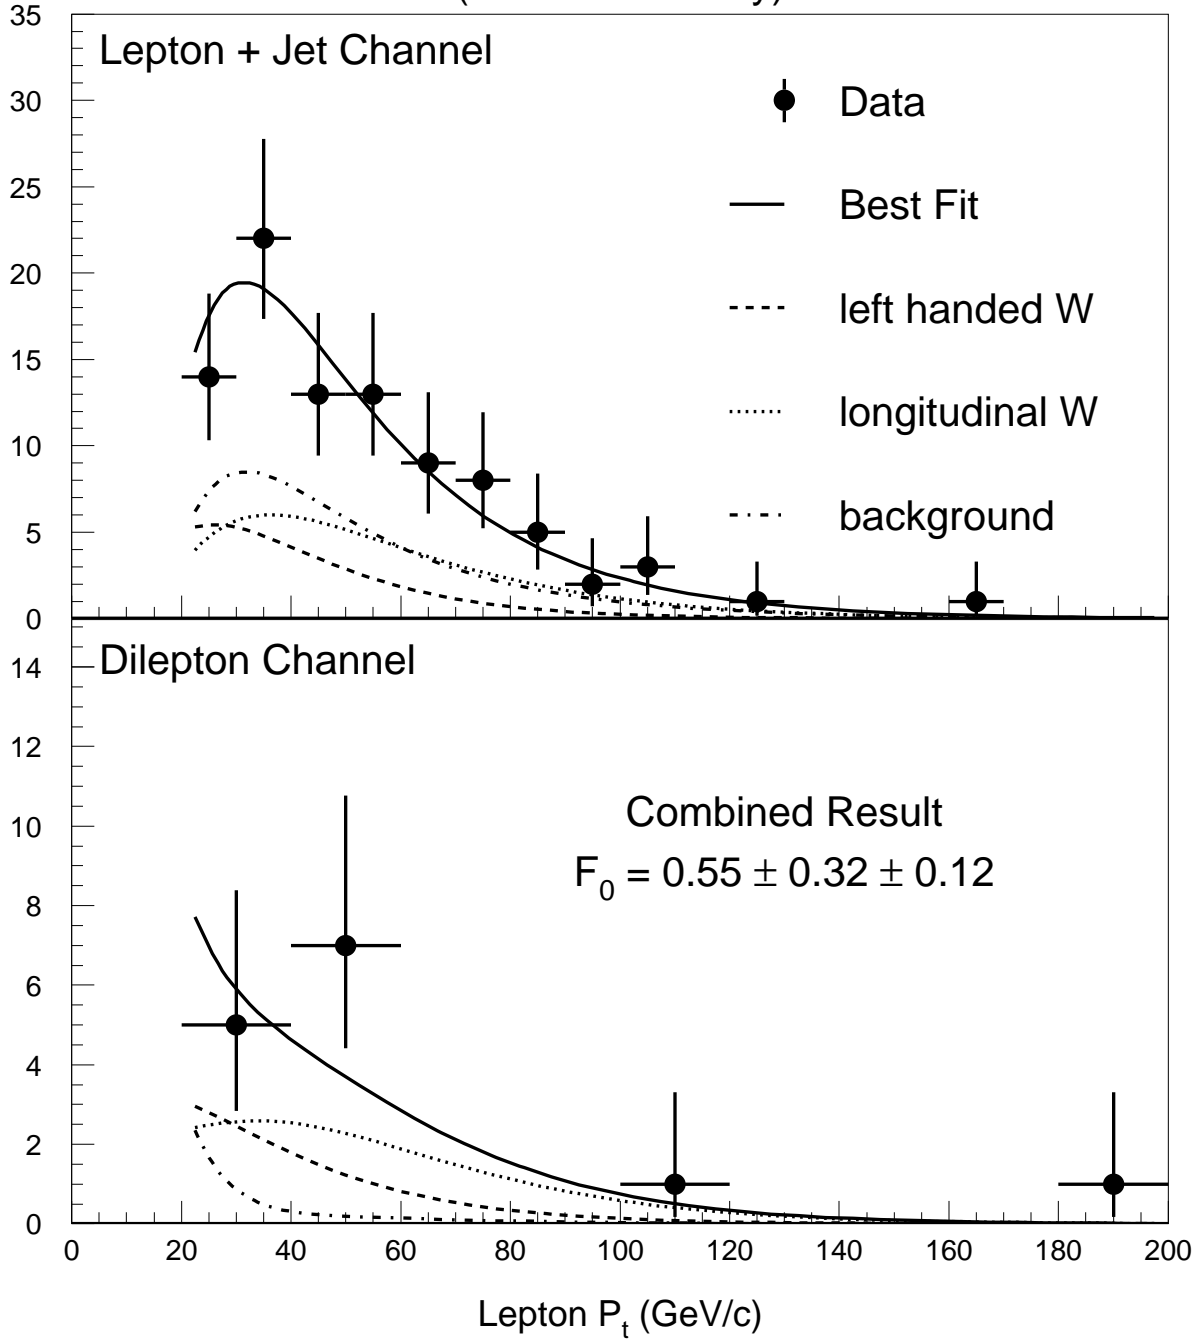 35
Lepton + Jet Channel
30
Data
25
Best Fit
20
left handed W
15
longitudinal W
10
background
5
0
Dilepton Channel
14
12
Combined Result
10
F₀ = 0.55 ± 0.32 ± 0.12
8
6
4
2
0
0 20 40 60 80 100 120 140 160 180 200
Lepton Pₜ (GeV/c)